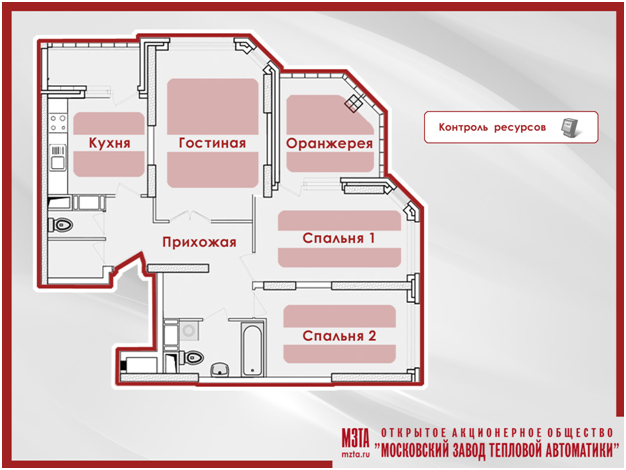 Кухня
Гостиная
Оранжерея
Контроль ресурсов
Прихожая
Спальня 1
Спальня 2
МЗТА
mzta.ru
ОТКРЫТОЕ АКЦИОНЕРНОЕ ОБЩЕСТВО
"МОСКОВСКИЙ ЗАВОД ТЕПЛОВОЙ АВТОМАТИКИ"